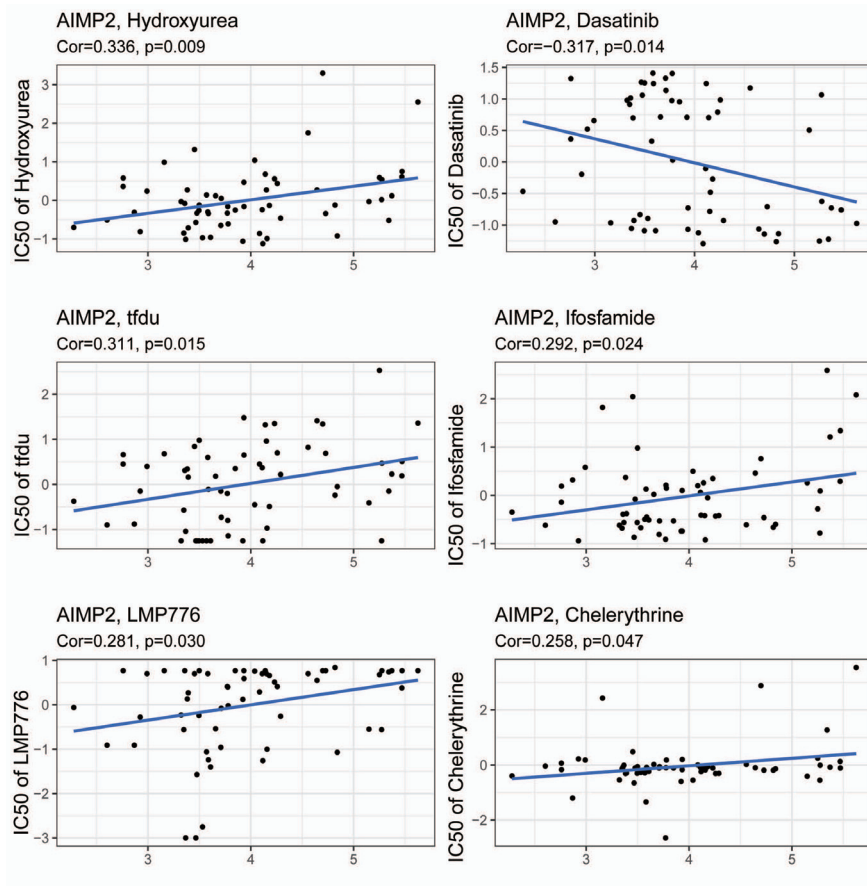 AIMP2, Hydroxyurea
Cor=0.336, p=0.009
IC50 of Hydroxyurea
3
2
1
0
−1
3
4
5
AIMP2, Dasatinib
Cor=−0.317, p=0.014
IC50 of Dasatinib
1.5
1.0
0.5
0.0
−0.5
−1.0
3
4
5
AIMP2, tfdu
Cor=0.311, p=0.015
IC50 of tfdu
2
1
0
−1
3
4
5
AIMP2, Ifosfamide
Cor=0.292, p=0.024
IC50 of Ifosfamide
2
1
0
−1
3
4
5
AIMP2, LMP776
Cor=0.281, p=0.030
IC50 of LMP776
1
0
−1
−2
−3
3
4
5
AIMP2, Chelerythrine
Cor=0.258, p=0.047
IC50 of Chelerythrine
2
0
−2
3
4
5